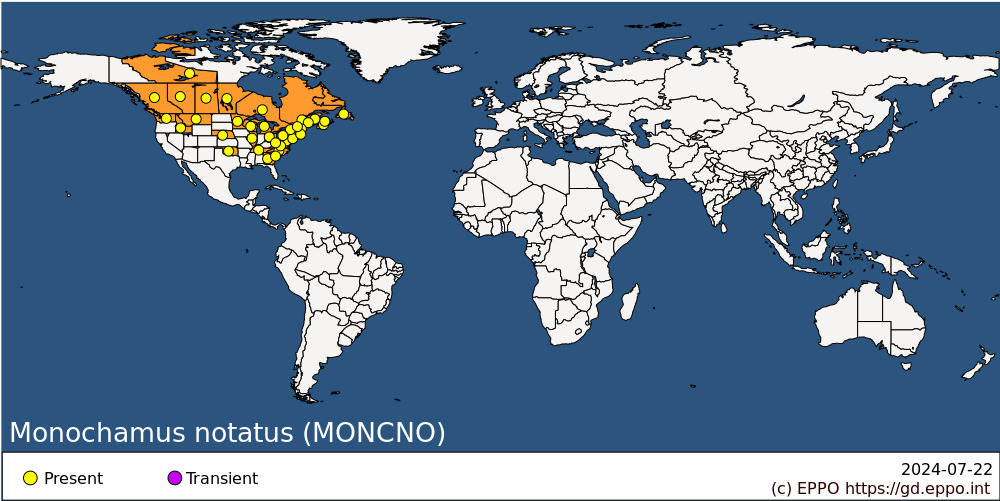 Monochamus notatus (MONCNO)
Present
Transient
2024-07-22
(c) EPPO https://gd.eppo.int